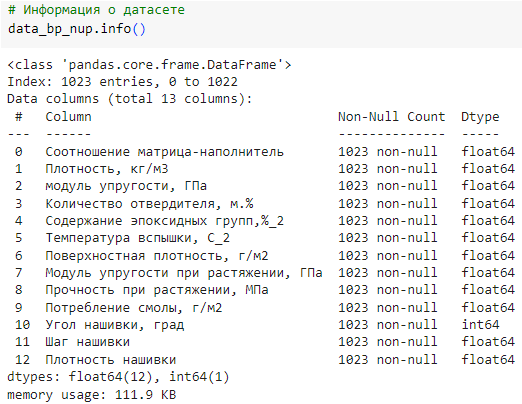 # Информация о датасете
data_bp_nup.info()
<class 'pandas.core.frame.DataFrame'>
Index: 1023 entries, 0 to 1022
Data columns (total 13 columns):
 #   Column                               Non-Null Count  Dtype
---  ------                               --------------  -----
 0   Соотношение матрица-наполнитель      1023 non-null   float64
 1   Плотность, кг/м3                     1023 non-null   float64
 2   модуль упругости, ГПа                1023 non-null   float64
 3   Количество отвердителя, м.%          1023 non-null   float64
 4   Содержание эпоксидных групп,%_2      1023 non-null   float64
 5   Температура вспышки, С_2             1023 non-null   float64
 6   Поверхностная плотность, г/м2        1023 non-null   float64
 7   Модуль упругости при растяжении, ГПа  1023 non-null   float64
 8   Прочность при растяжении, МПа        1023 non-null   float64
 9   Потребление смолы, г/м2              1023 non-null   float64
 10  Угол нашивки, град                   1023 non-null   int64
 11  Шаг нашивки                          1023 non-null   float64
 12  Плотность нашивки                    1023 non-null   float64
dtypes: float64(12), int64(1)
memory usage: 111.9 KB